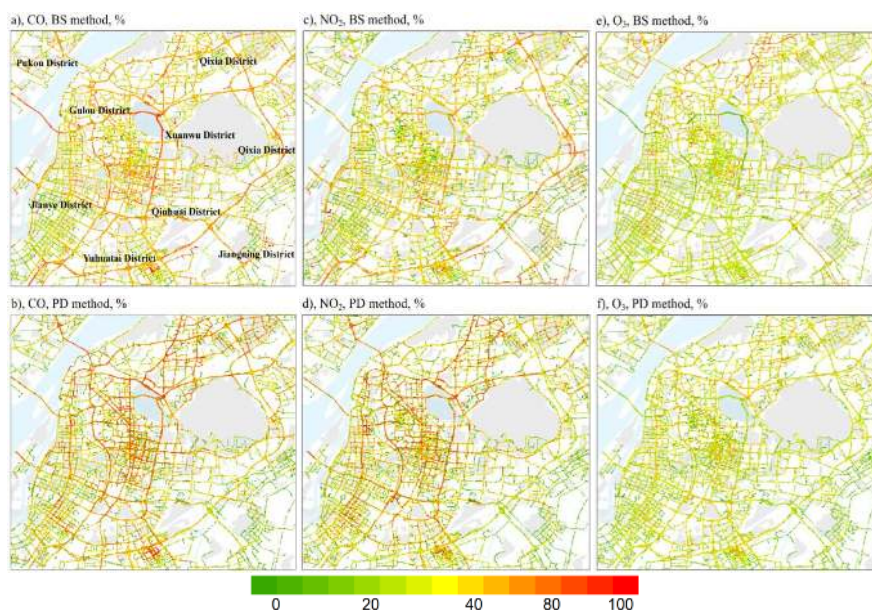 a), CO, BS method, %
c), NO₂, BS method, %
e), O₃, BS method, %
Pukou District
Qixia District
Gulou District
Xuanwu District
Qixia District
Jianye District
Qinhuai District
Yuhuatai District
Jiangning District
b), CO, PD method, %
d), NO₂, PD method, %
f), O₃, PD method, %
0 20 40 60 80 100